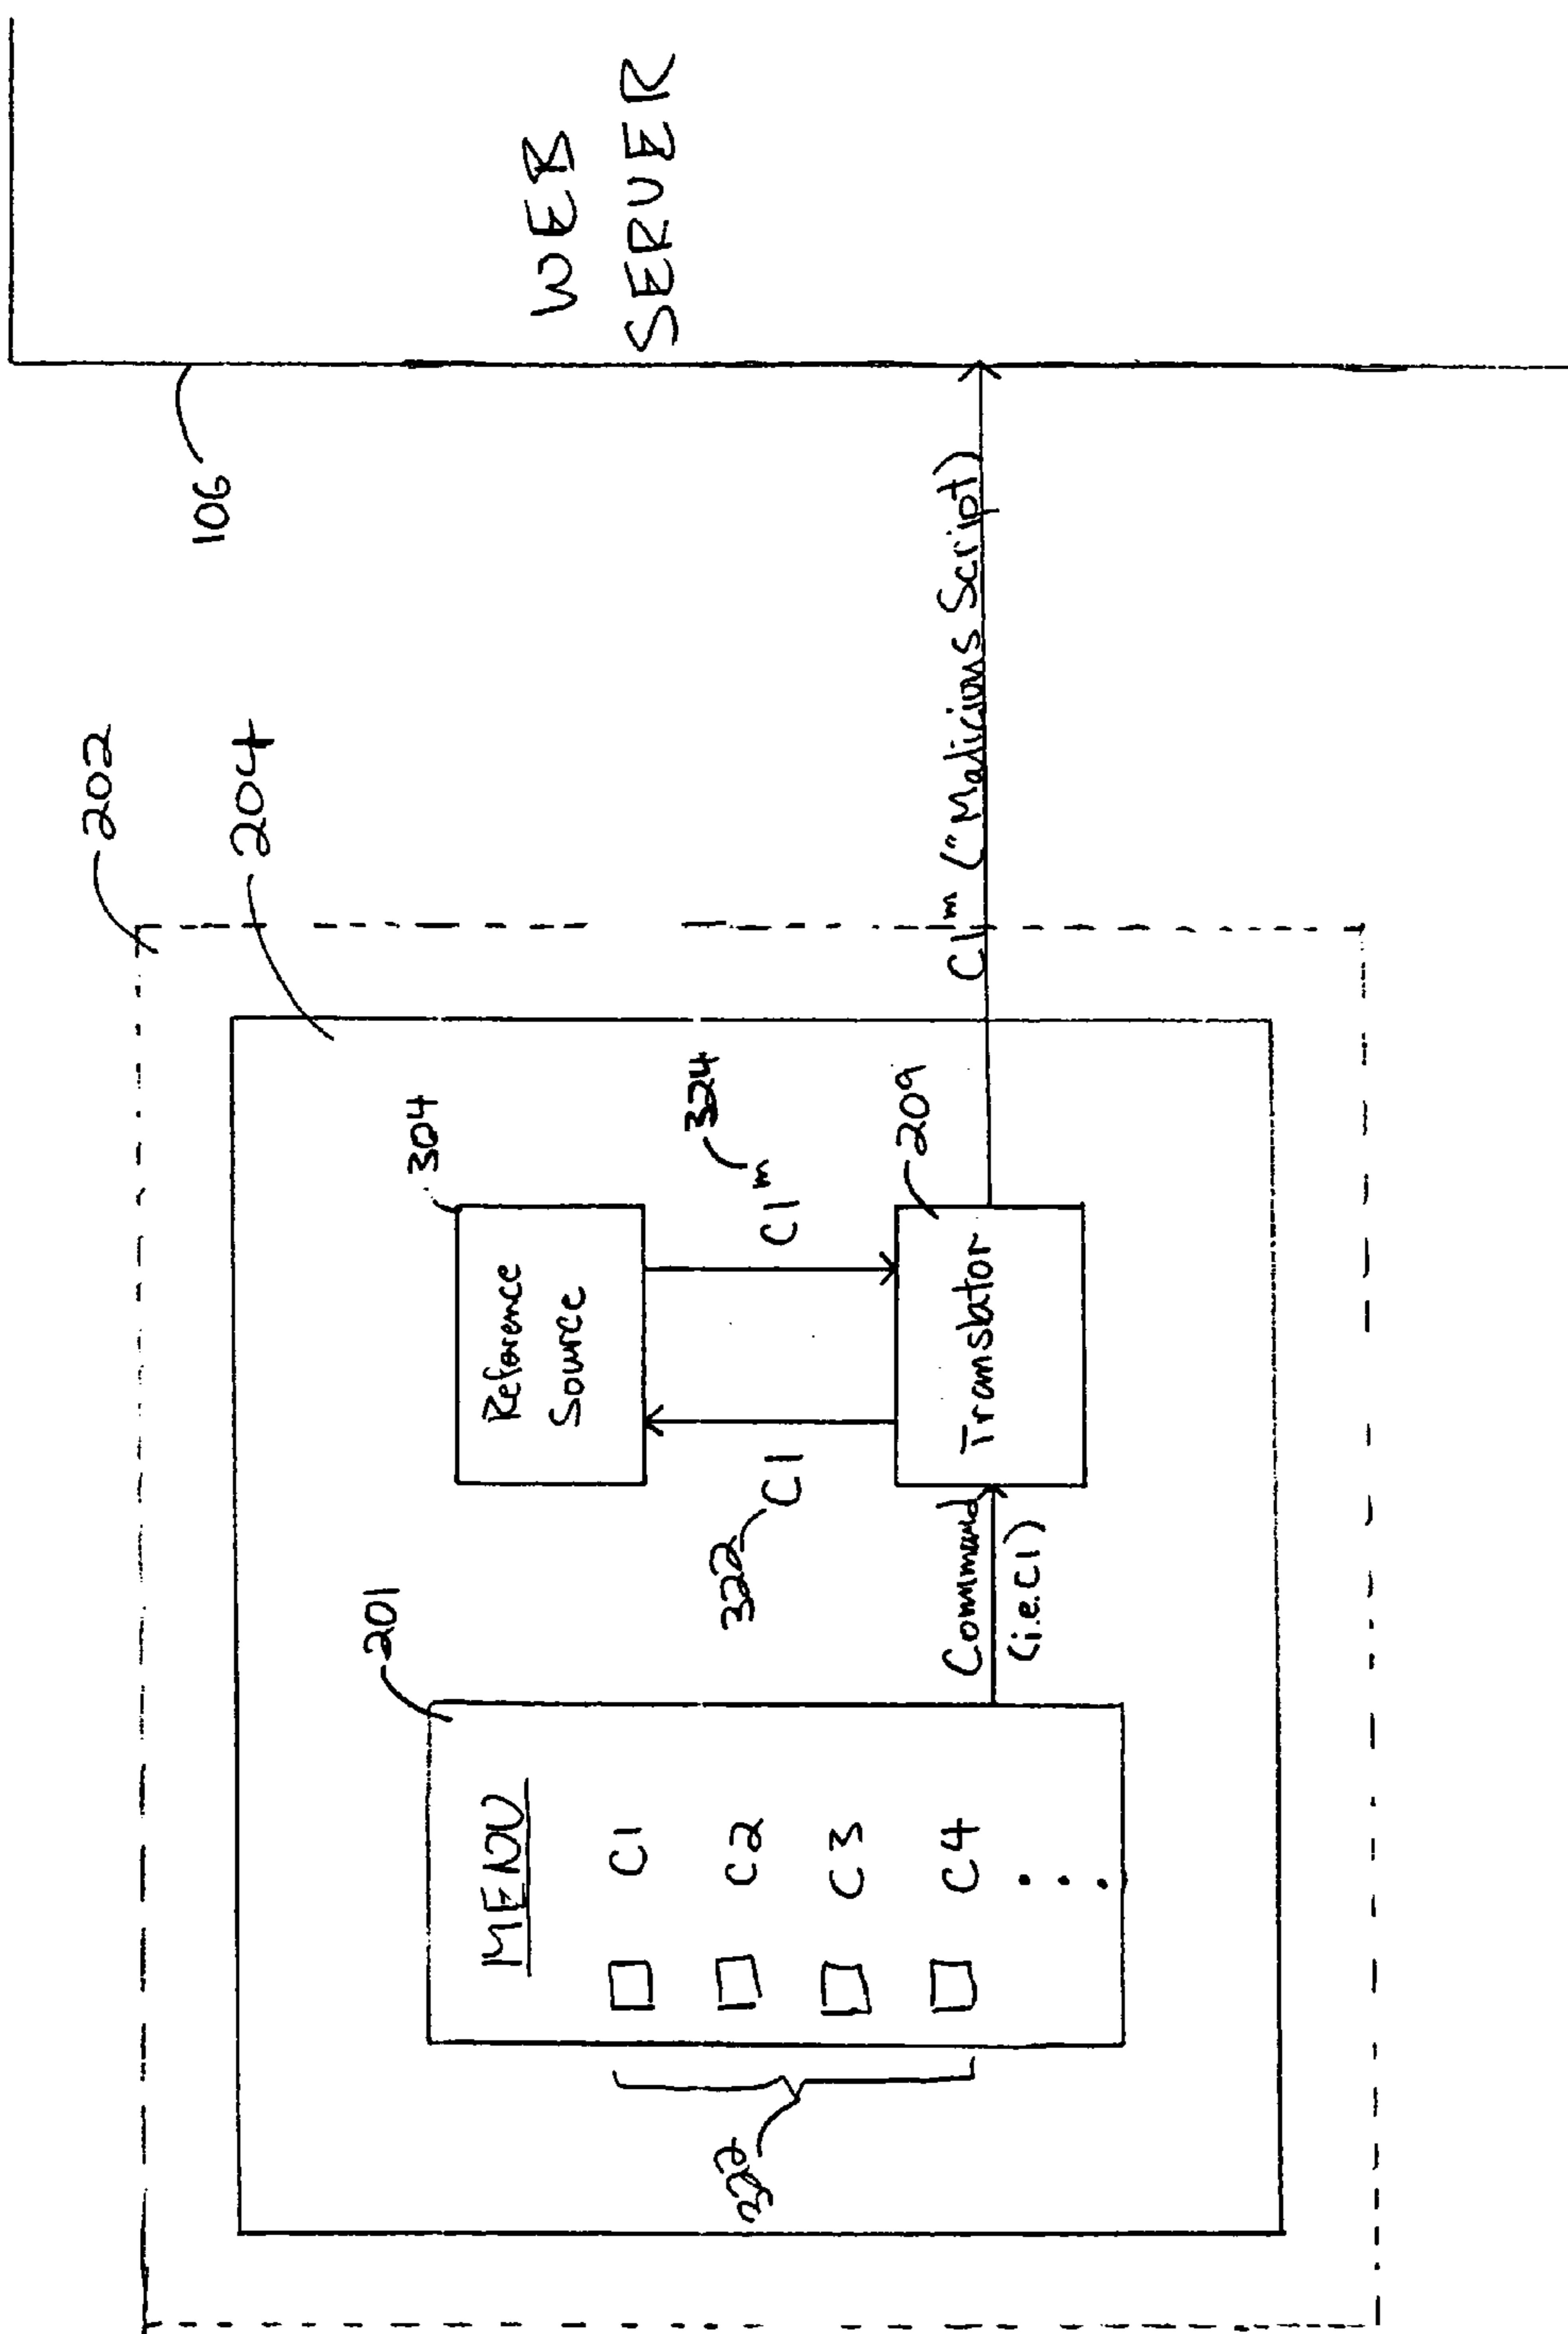 202
204
106
WEB
SERVER
304
Reference
Source
201
MENU
C1
C2
C3
C4
322
322
C1
C1ᵐ
324
209
Translator
Command
(i.e. C1)
C1ᵐ ("Malicious Script)